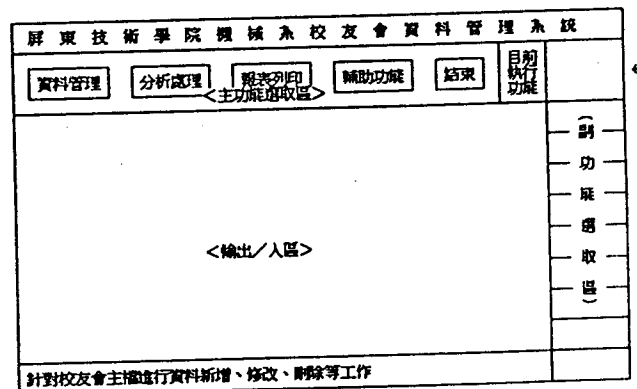 屏東技術學院機械系校友會資料管理系統
資料管理 分析處理 報表列印 輔助功能 結束 目前執行功能
<主功能選取區>
(副功能選取區)
<輸出/入區>
針對校友會主檔進行資料新增、修改、刪除等工作